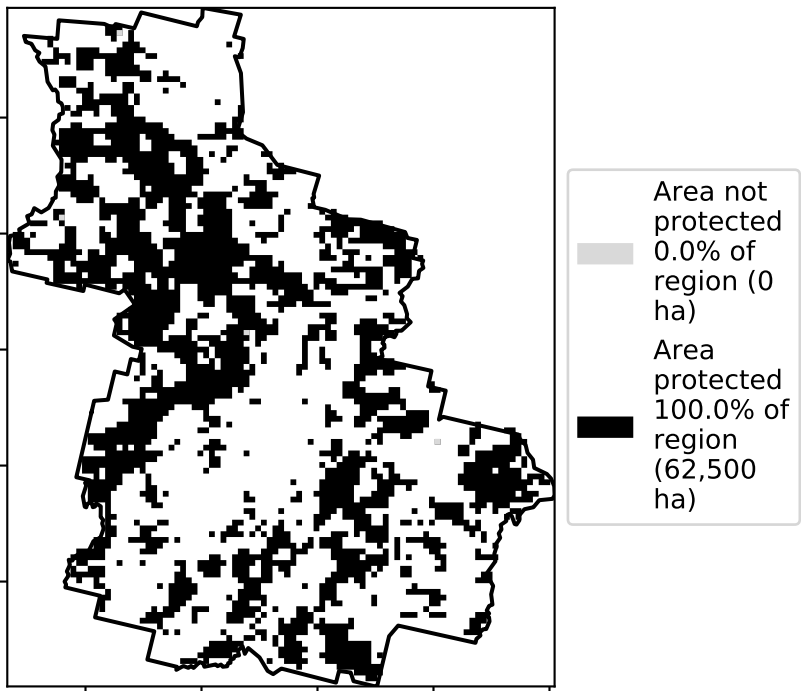 Area not
protected
0.0% of
region (0
ha)
Area
protected
100.0% of
region
(62,500
ha)